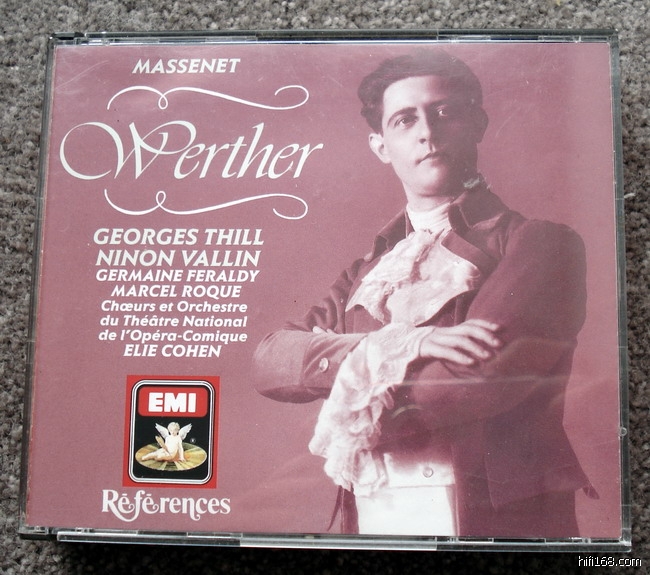 MASSENET
Werther
GEORGES THILL
NINON VALLIN
GERMAINE FERALDY
MARCEL ROQUE
Chœurs et Orchestre
du Théâtre National
de l'Opéra-Comique
ELIE COHEN
EMI
Références
hifi168.com